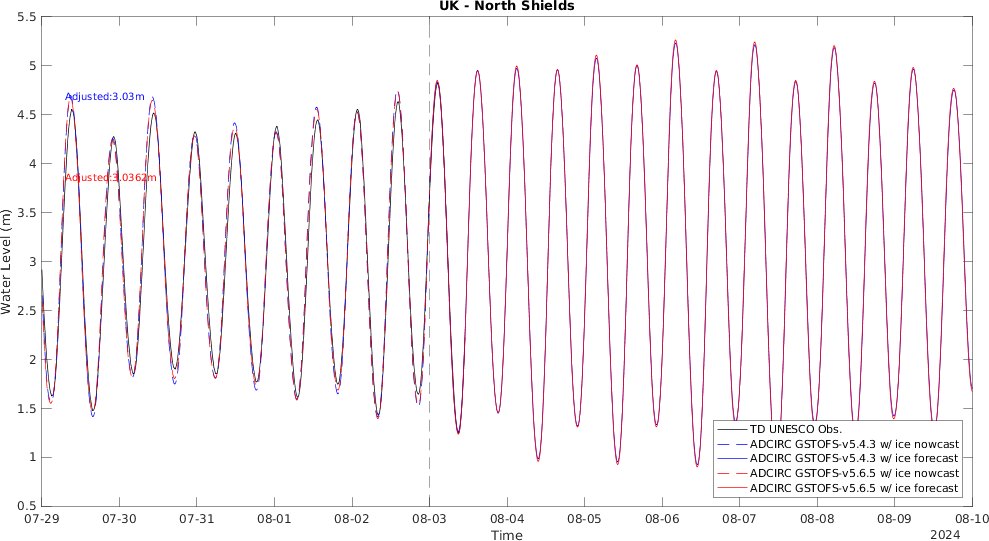 UK - North Shields
5.5
5
4.5
4
3.5
3
2.5
2
1.5
1
0.5
Water Level (m)
Adjusted:3.03m
Adjusted:3.0362m
TD UNESCO Obs.
ADCIRC GSTOFS-v5.4.3 w/ ice nowcast
ADCIRC GSTOFS-v5.4.3 w/ ice forecast
ADCIRC GSTOFS-v5.6.5 w/ ice nowcast
ADCIRC GSTOFS-v5.6.5 w/ ice forecast
07-29 07-30 07-31 08-01 08-02 08-03 08-04 08-05 08-06 08-07 08-08 08-09 08-10
Time
2024